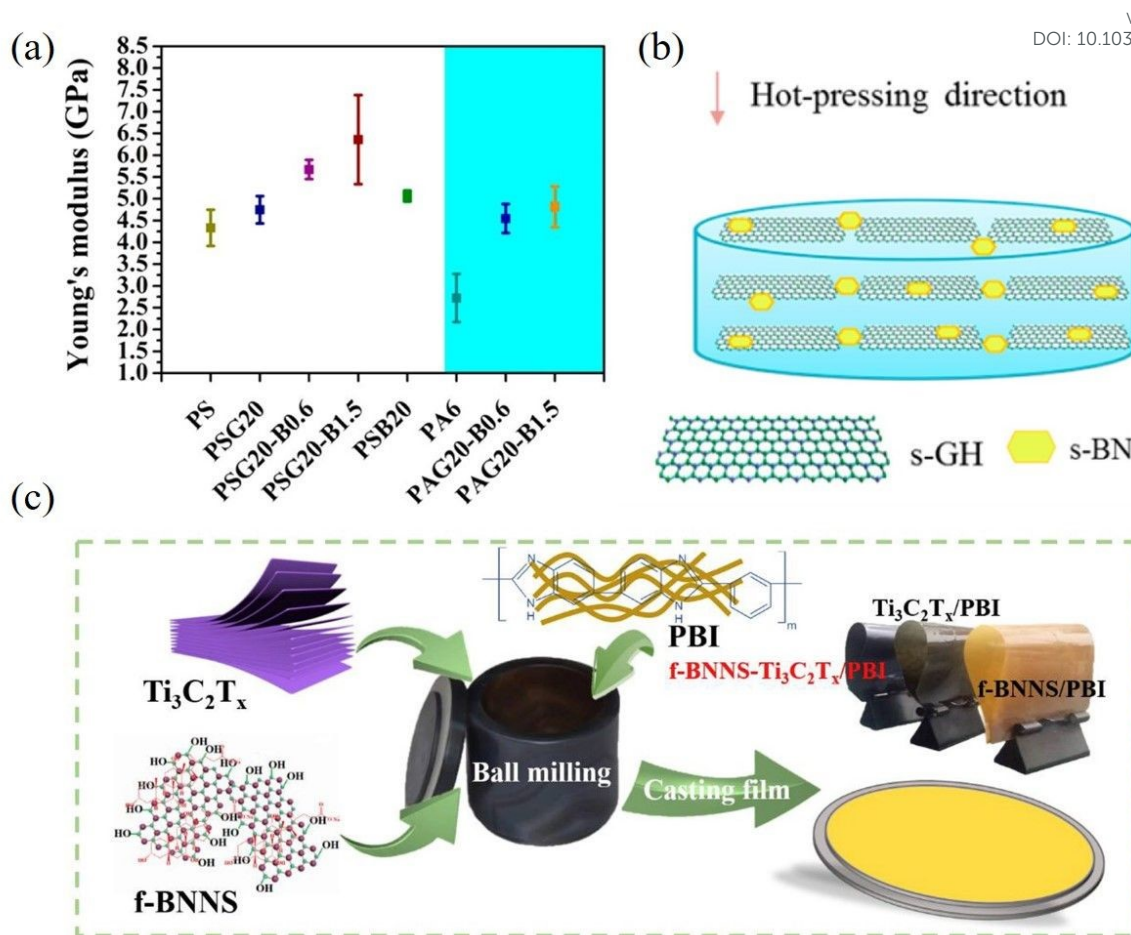 (a)
8.5
8.0
7.5
6.5
6.0
5.5
5.0
4.5
4.0
3.5
3.0
2.5
2.0
1.5
1.0
Young's modulus (GPa)
PS
PSG20
PSG20-B0.6
PSG20-B1.5
PSB20
PA6
PAG20-B0.6
PAG20-B1.5
DOI: 10.103
(b)
Hot-pressing direction
s-GH
s-BN
(c)
Ti₃C₂Tₓ
N
N
N
H
N
H
m
PBI
f-BNNS-Ti₃C₂Tₓ/PBI
Ti₃C₂Tₓ/PBI
f-BNNS/PBI
Ball milling
Casting film
f-BNNS